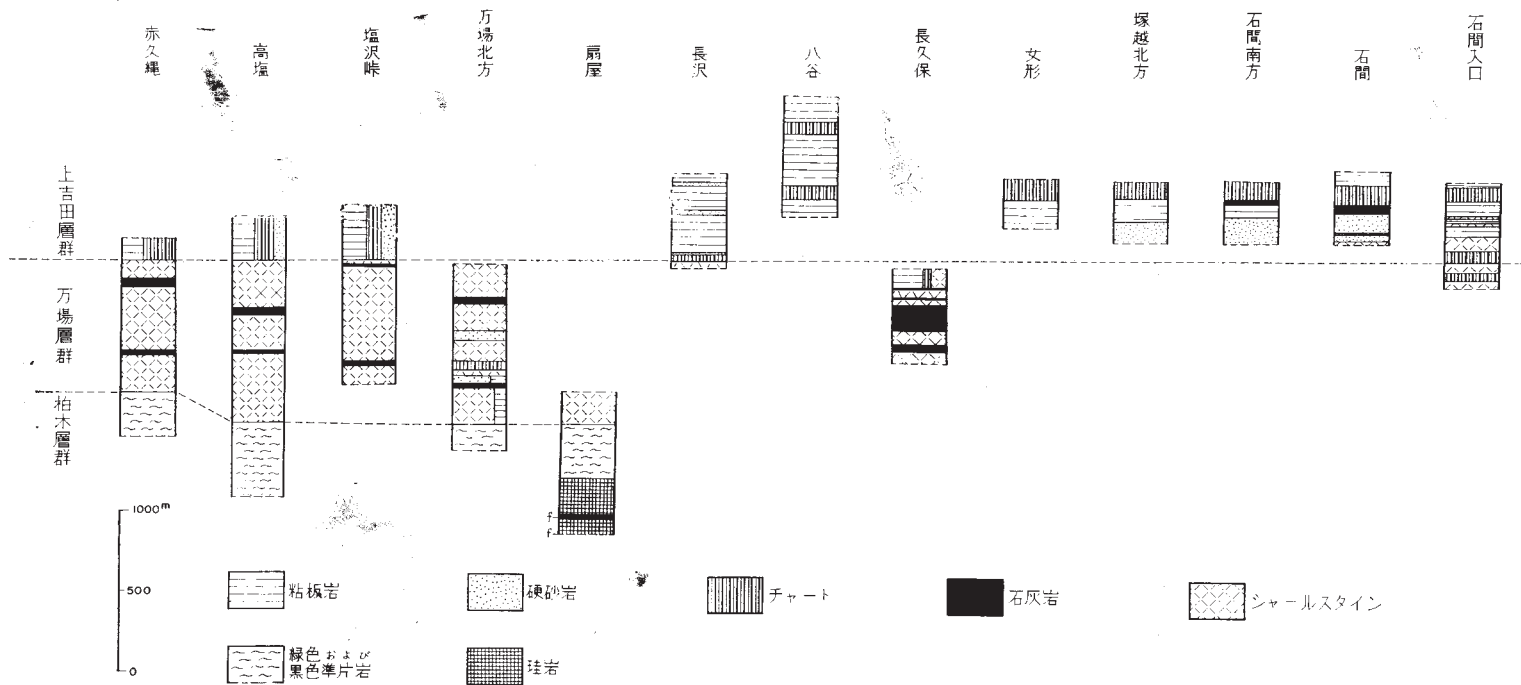 赤久縄
高塩
塩沢峠
万場北方
扇屋
長沢
八谷
長久保
女形
塚越北方
石間南方
石間
石間入口
上吉田層群
万場層群
柏木層群
f
f
1000m
500
0
粘板岩
硬砂岩
チャート
石灰岩
シャールスタイン
緑色および
黒色準片岩
珪岩